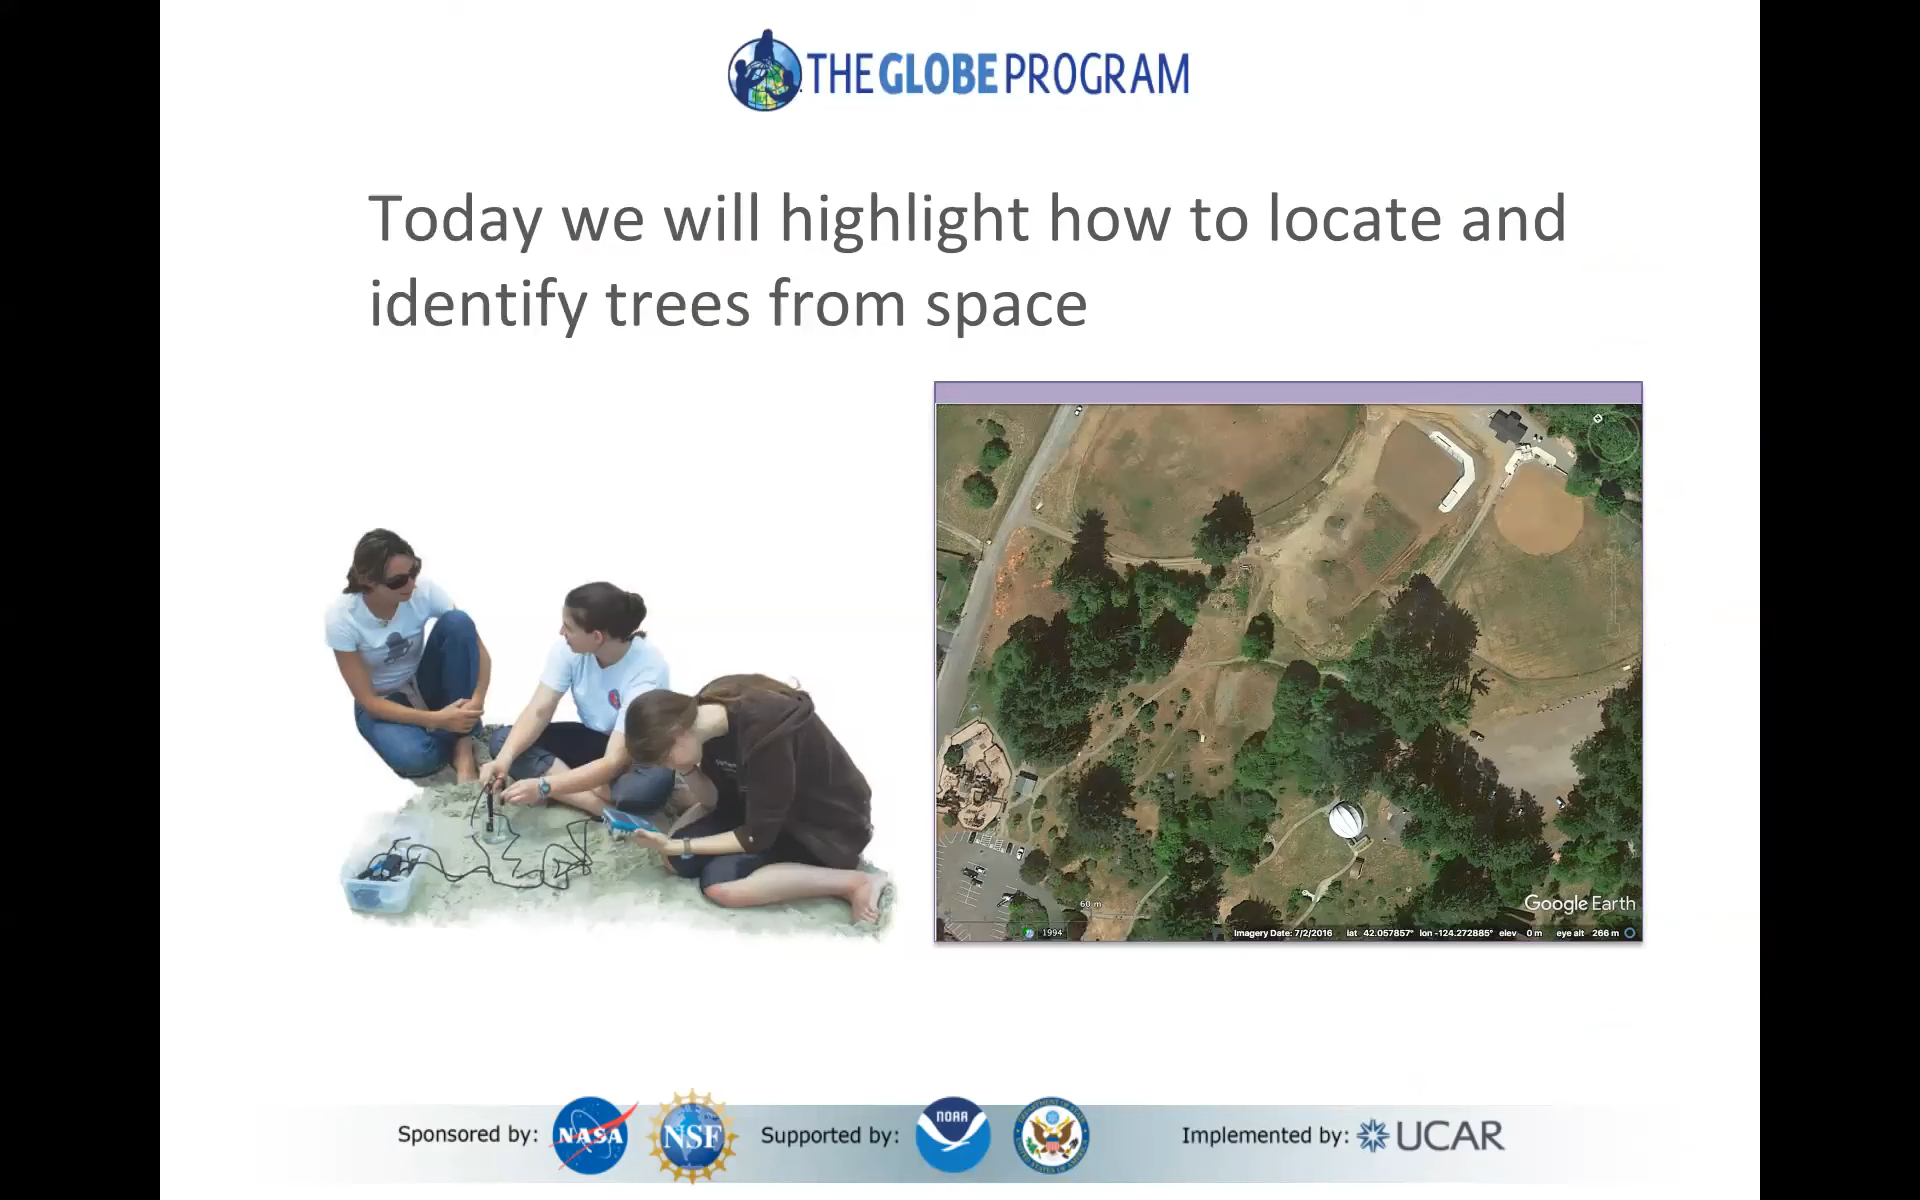 THE GLOBE PROGRAM
Today we will highlight how to locate and
identify trees from space
60 m
Google Earth
1994
Imagery Date: 7/2/2016 lat 42.057857° lon -124.272885° elev 0 m eye alt 266 m
Sponsored by: NASA NSF Supported by: NOAA Implemented by: UCAR